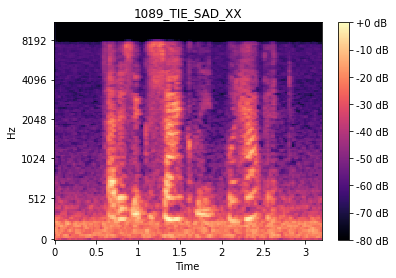 1089_TIE_SAD_XX
+0 dB
8192
-10 dB
4096
-20 dB
-30 dB
2048
Hz
-40 dB
1024
-50 dB
512
-60 dB
-70 dB
0
-80 dB
0 0.5 1 1.5 2 2.5 3
Time